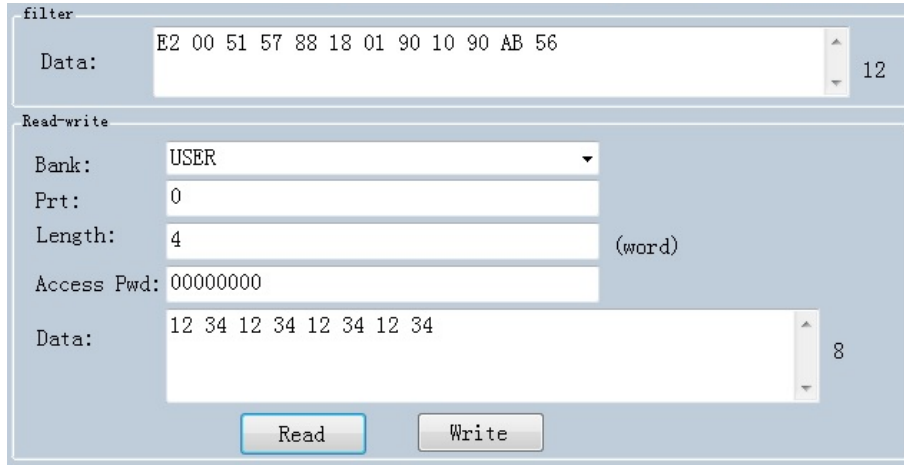 filter
Data: E2 00 51 57 88 18 01 90 10 90 AB 56 12
Read-write
Bank: USER
Prt: 0
Length: 4 (word)
Access Pwd: 00000000
Data: 12 34 12 34 12 34 12 34 8
Read Write